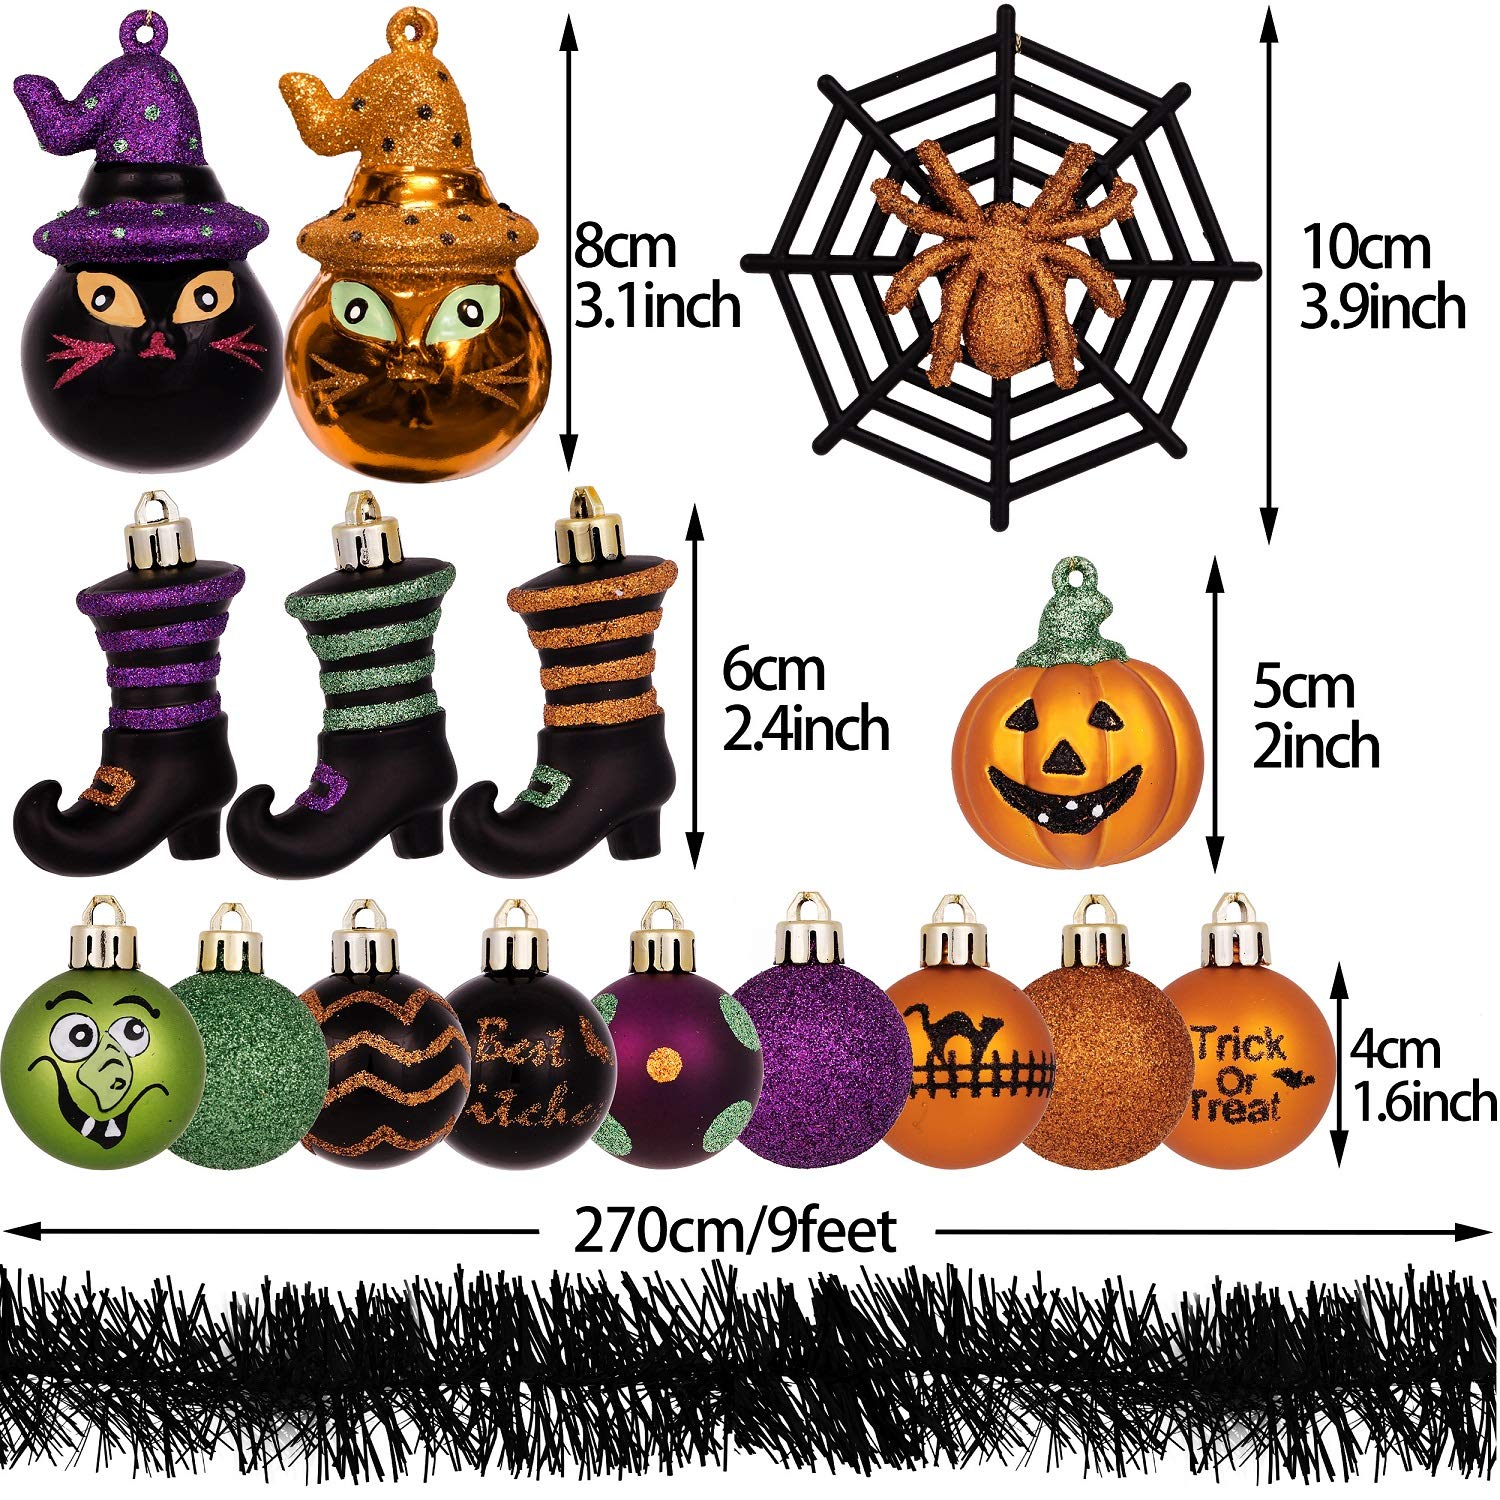 8cm
3.1inch
10cm
3.9inch
6cm
2.4inch
5cm
2inch
Best
itches
Trick
Or
Treat
4cm
1.6inch
270cm/9feet